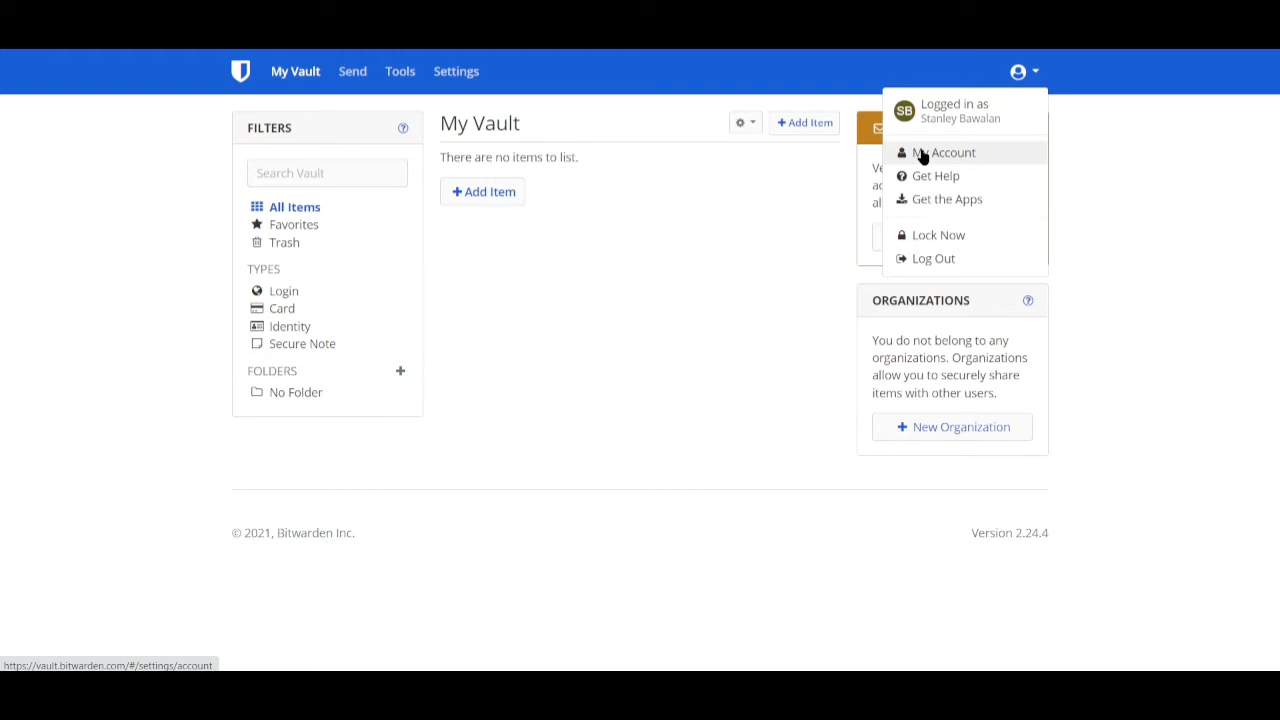 My Vault
Send
Tools
Settings
SB
Logged in as
Stanley Bawalan
My Account
Get Help
Get the Apps
Lock Now
Log Out
FILTERS
Search Vault
All Items
Favorites
Trash
TYPES
Login
Card
Identity
Secure Note
FOLDERS
No Folder
My Vault
Add Item
There are no items to list.
Add Item
ORGANIZATIONS
You do not belong to any
organizations. Organizations
allow you to securely share
items with other users.
New Organization
© 2021, Bitwarden Inc.
Version 2.24.4
https://vault.bitwarden.com/#/settings/account